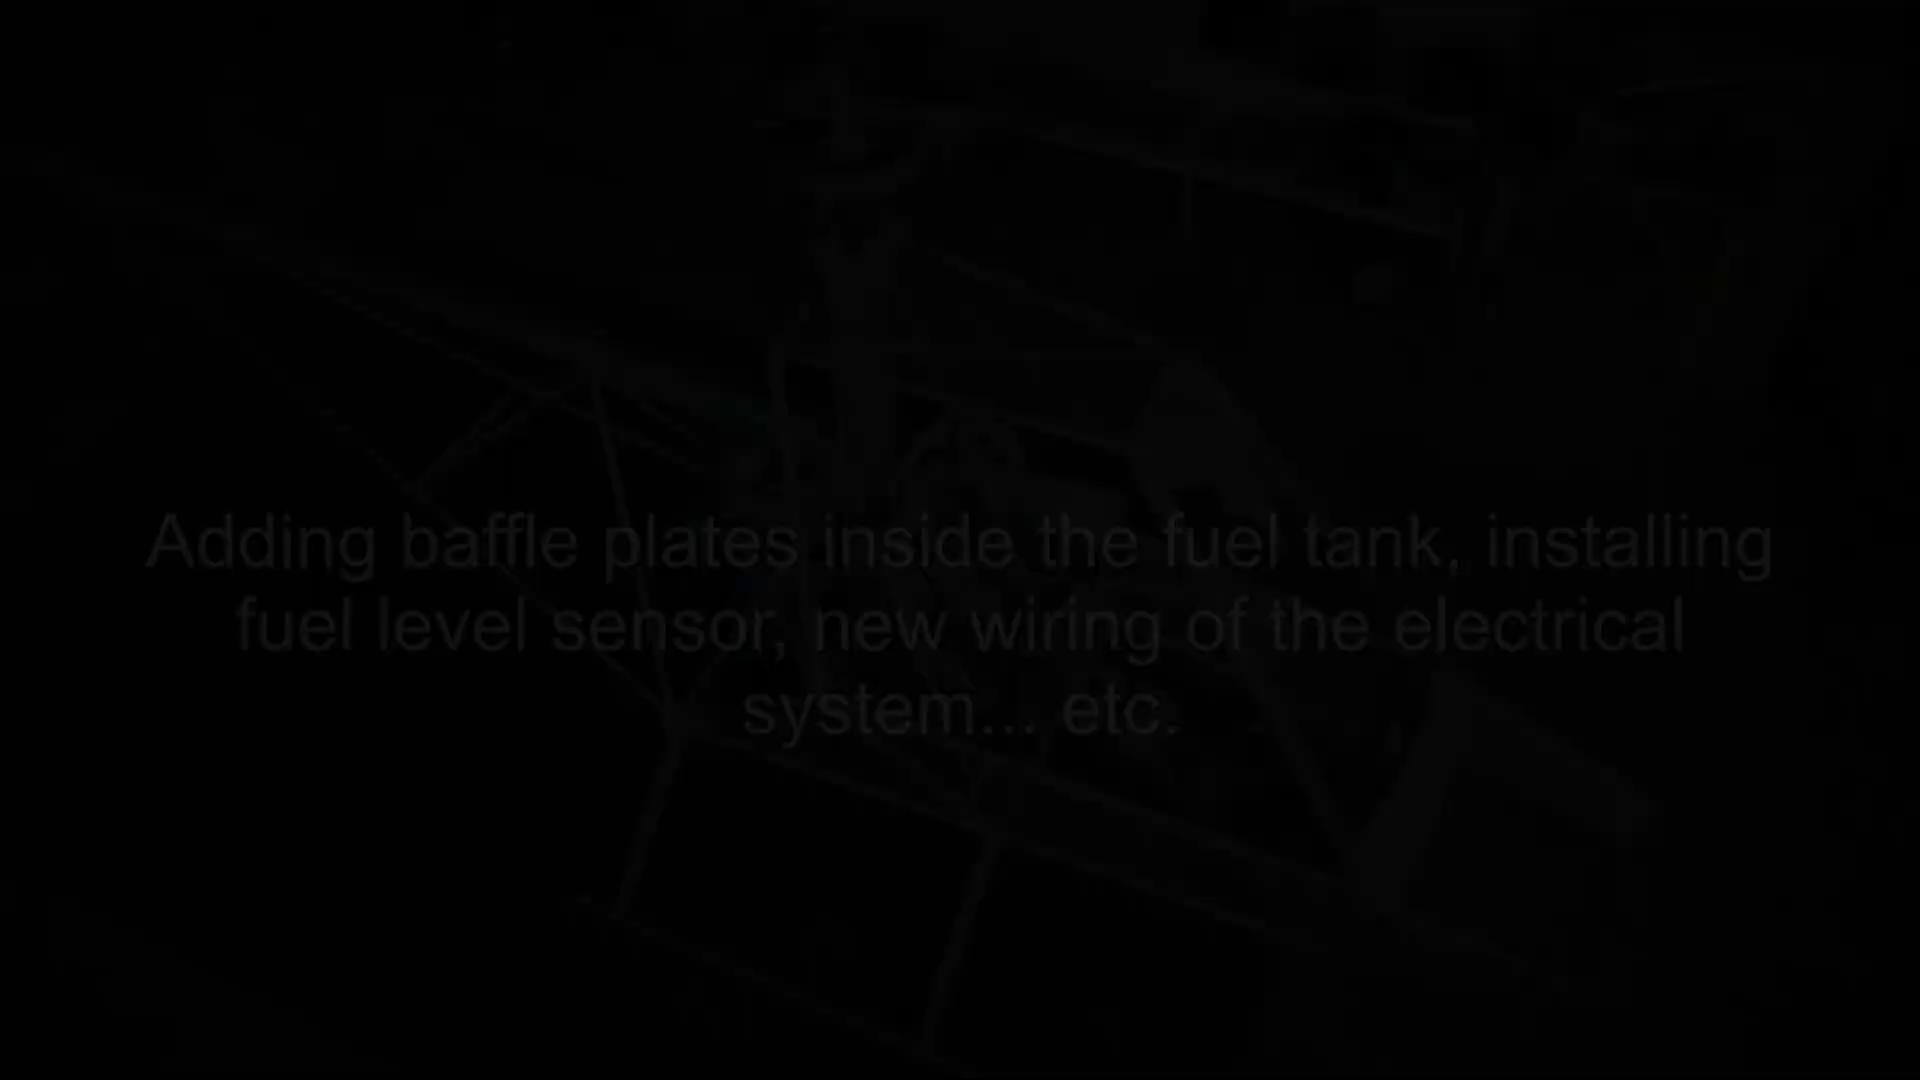 Adding baffle plates inside the fuel tank, installing
fuel level sensor, new wiring of the electrical
system... etc.